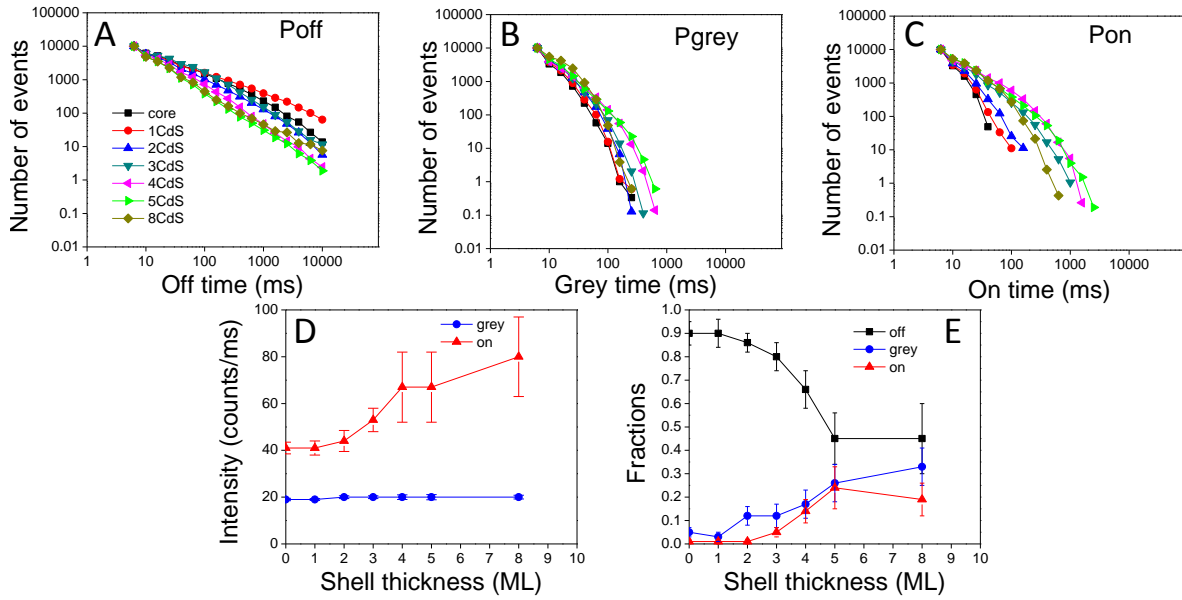 A
Poff
100000
10000
1000
100
10
1
0.1
0.01
Number of events
core
1CdS
2CdS
3CdS
4CdS
5CdS
8CdS
1 10 100 1000 10000
Off time (ms)
B
Pgrey
100000
10000
1000
100
10
1
0.1
0.01
Number of events
1 10 100 1000 10000
Grey time (ms)
C
Pon
100000
10000
1000
100
10
1
0.1
0.01
Number of events
1 10 100 1000 10000
On time (ms)
D
grey
on
100
80
60
40
20
0
Intensity (counts/ms)
0 1 2 3 4 5 6 7 8 9 10
Shell thickness (ML)
E
off
grey
on
0.9
0.8
0.7
0.6
0.5
0.4
0.3
0.2
0.1
0.0
Fractions
0 1 2 3 4 5 6 7 8 9 10
Shell thickness (ML)